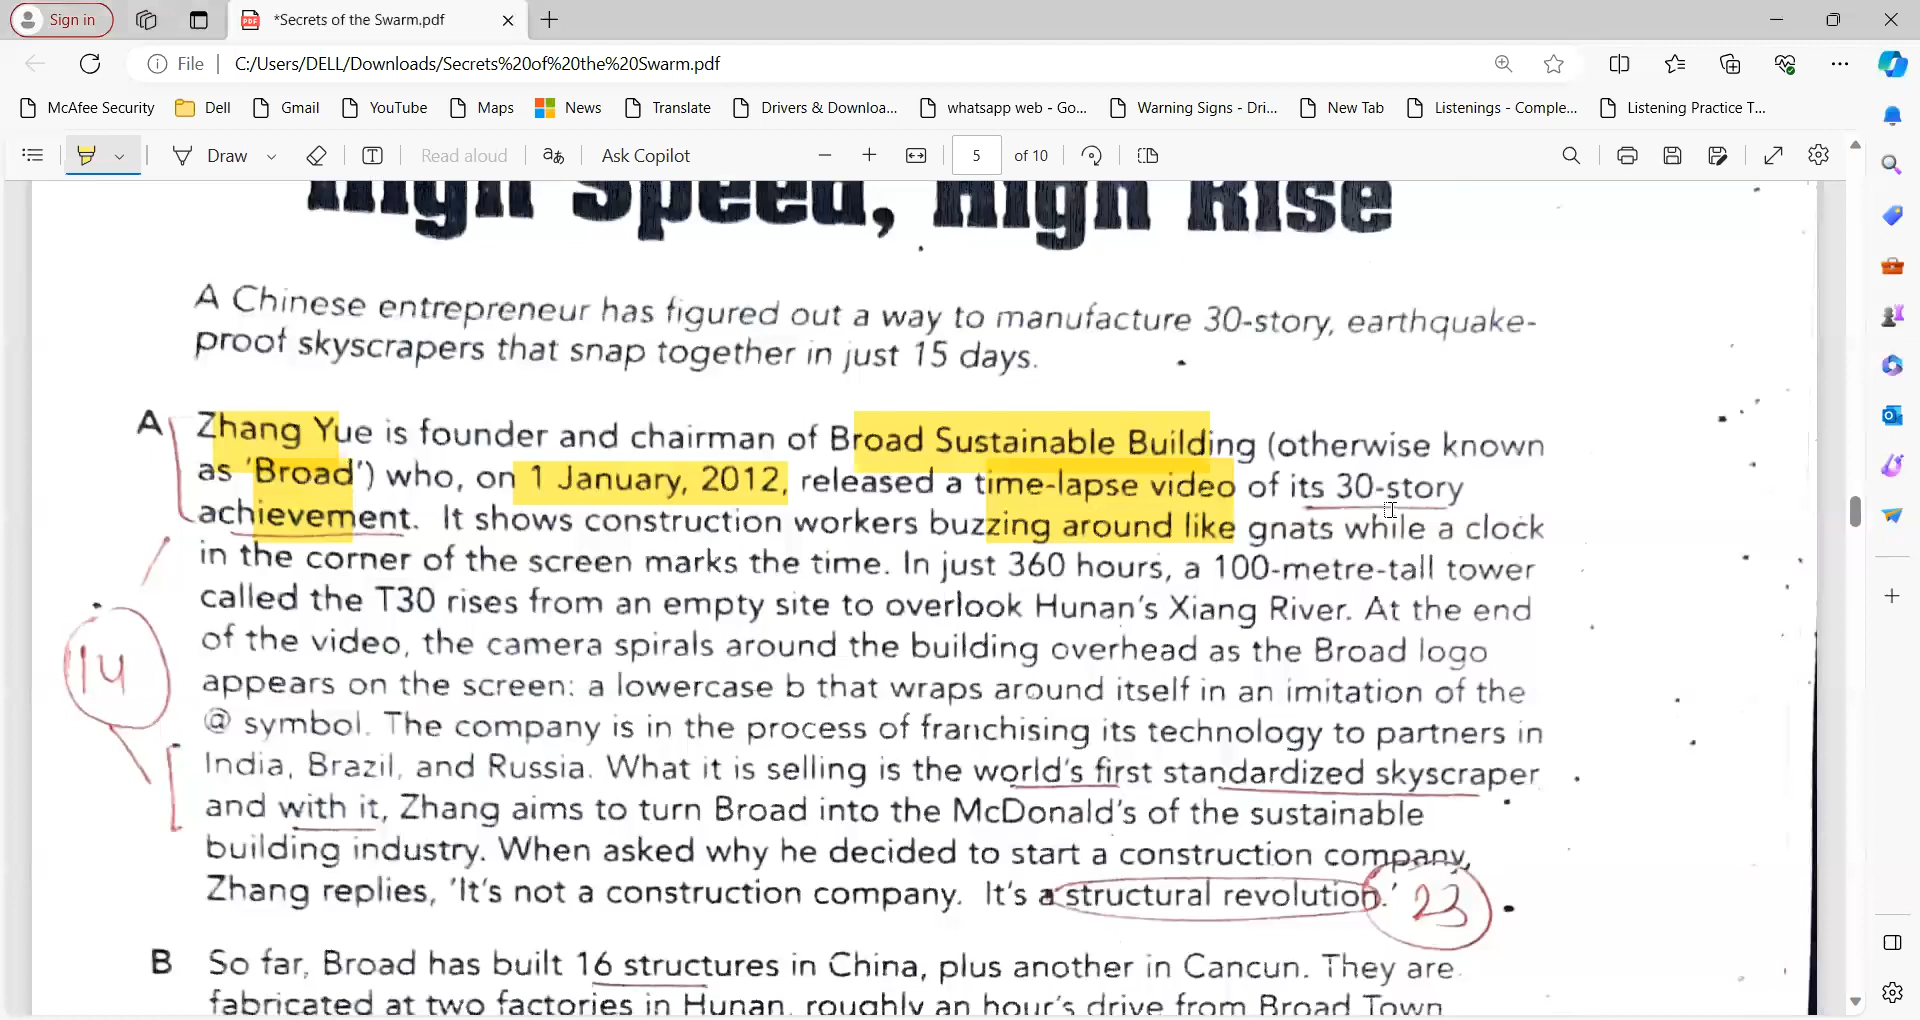 Sign in
*Secrets of the Swarm.pdf
File
C:/Users/DELL/Downloads/Secrets%20of%20the%20Swarm.pdf
McAfee Security Dell Gmail YouTube Maps News Translate Drivers & Downloa... whatsapp web - Go... Warning Signs - Dri... New Tab Listenings - Comple... Listening Practice T...
Draw Read aloud aあ Ask Copilot 5 of 10
High Speed, High Rise
A Chinese entrepreneur has figured out a way to manufacture 30-story, earthquake-
proof skyscrapers that snap together in just 15 days.
A Zhang Yue is founder and chairman of Broad Sustainable Building (otherwise known
as 'Broad') who, on 1 January, 2012, released a time-lapse video of its 30-story
achievement. It shows construction workers buzzing around like gnats while a clock
in the corner of the screen marks the time. In just 360 hours, a 100-metre-tall tower
called the T30 rises from an empty site to overlook Hunan's Xiang River. At the end
of the video, the camera spirals around the building overhead as the Broad logo
14
appears on the screen: a lowercase b that wraps around itself in an imitation of the
@ symbol. The company is in the process of franchising its technology to partners in
India, Brazil, and Russia. What it is selling is the world's first standardized skyscraper
and with it, Zhang aims to turn Broad into the McDonald's of the sustainable
building industry. When asked why he decided to start a construction company,
Zhang replies, 'It's not a construction company. It's a structural revolution.' 23
B So far, Broad has built 16 structures in China, plus another in Cancun. They are
fabricated at two factories in Hunan, roughly an hour's drive from Broad Town